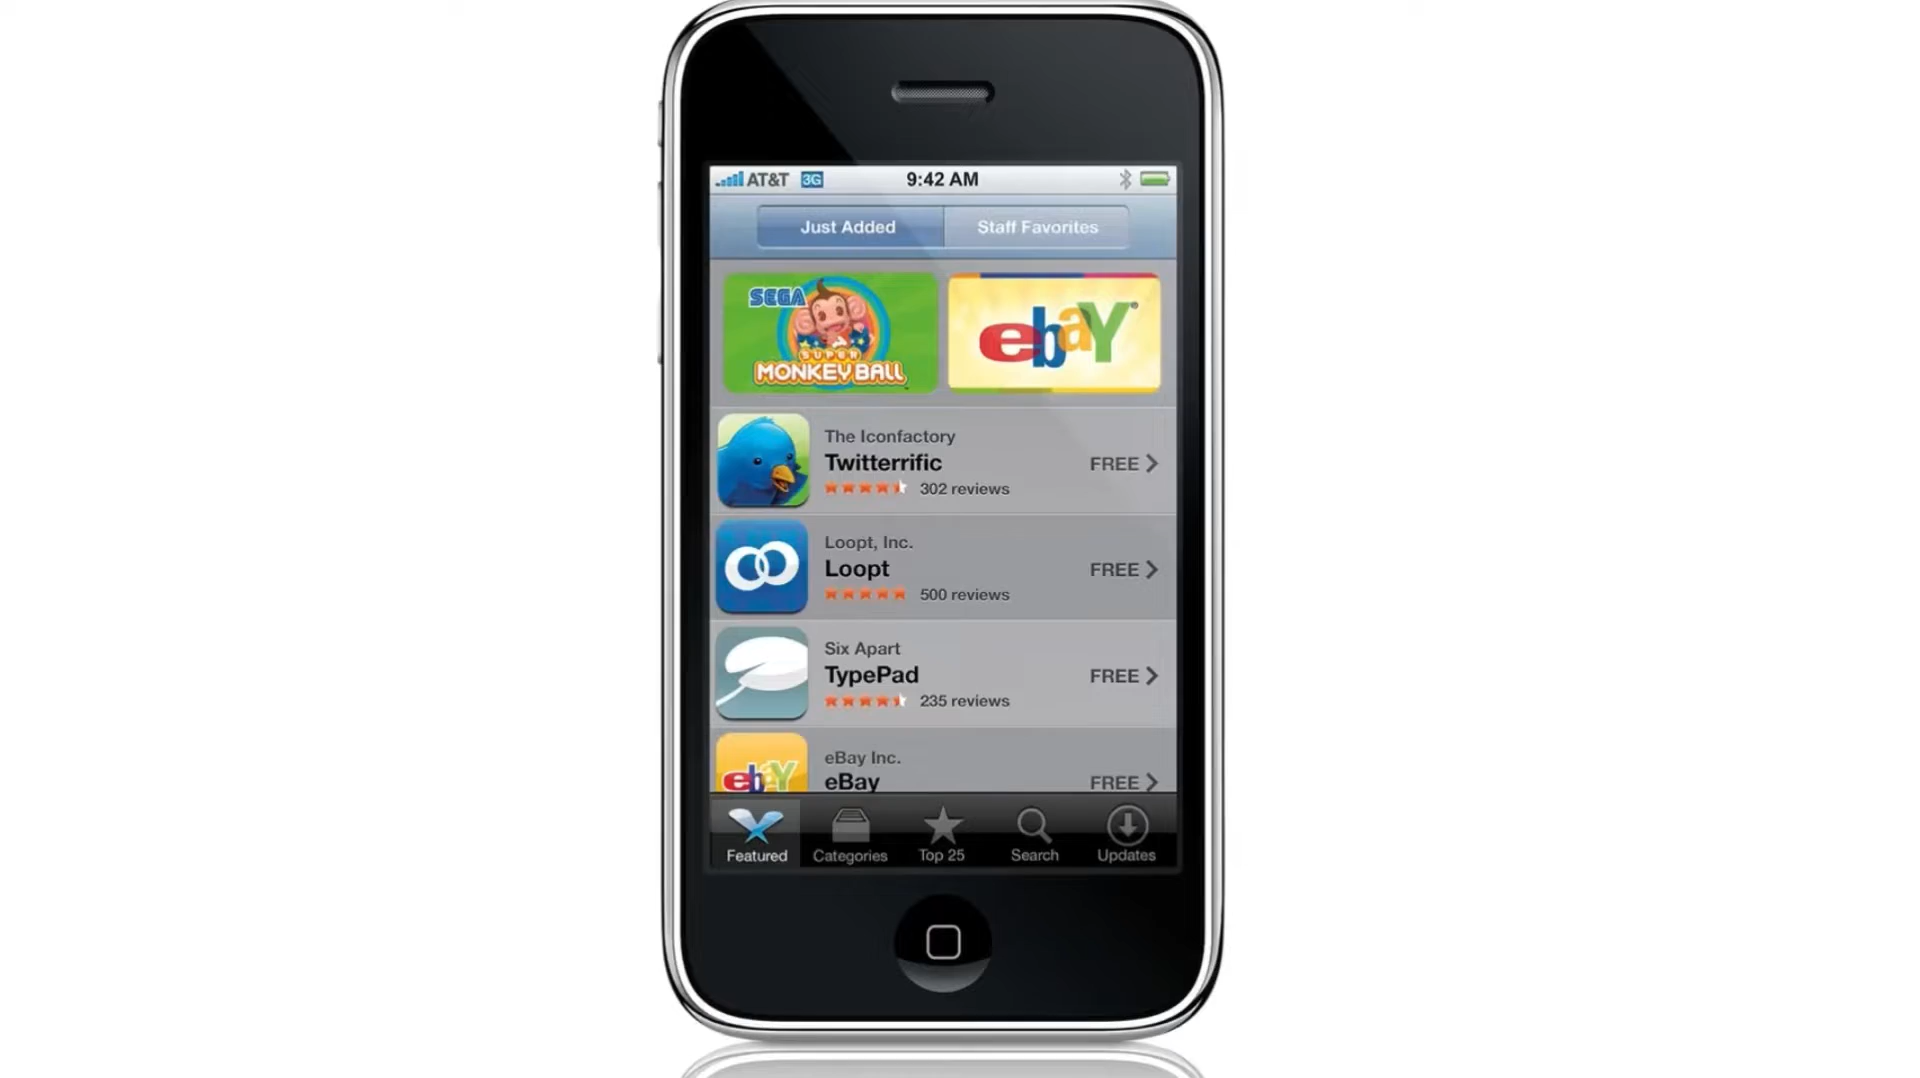 AT&T 3G 9:42 AM
Just Added Staff Favorites
SEGA
SUPER
MONKEY BALL
ebaY
The Iconfactory
Twitterrific FREE
302 reviews
Loopt, Inc.
Loopt FREE
500 reviews
Six Apart
TypePad FREE
235 reviews
ebaY
eBay Inc.
eBay FREE
Featured Categories Top 25 Search Updates